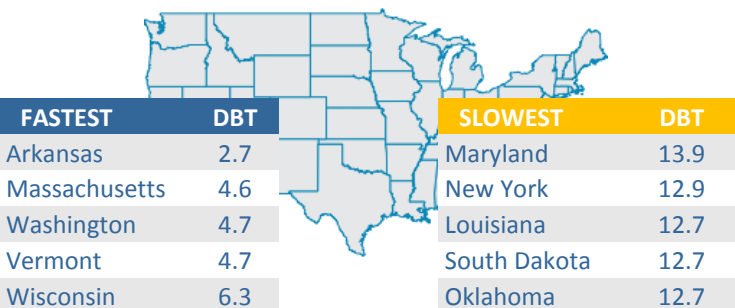 FASTEST DBT
Arkansas 2.7
Massachusetts 4.6
Washington 4.7
Vermont 4.7
Wisconsin 6.3
SLOWEST DBT
Maryland 13.9
New York 12.9
Louisiana 12.7
South Dakota 12.7
Oklahoma 12.7